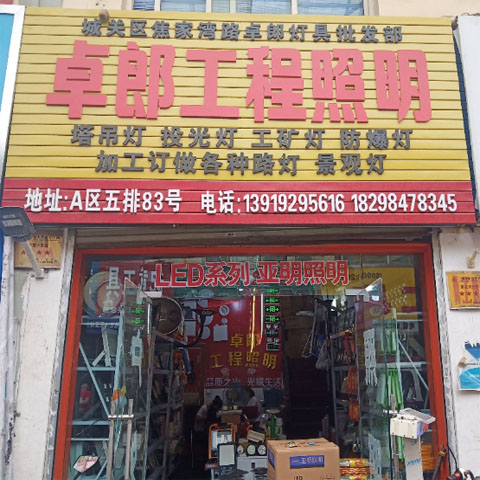 城关区焦家湾路卓郎灯具批发部
卓郎工程照明
塔吊灯 投光灯 工矿灯 防爆灯
加工订做各种路灯 景观灯
地址:A区五排83号 电话:13919295616 18298478345
LED系列 亚明照明
卓郎
工程照明